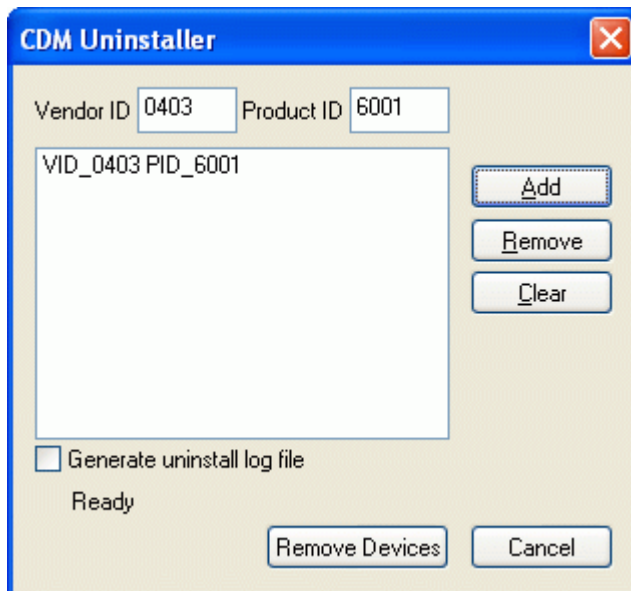 CDM Uninstaller
Vendor ID 0403 Product ID 6001
VID_0403 PID_6001
Add
Remove
Clear
Generate uninstall log file
Ready
Remove Devices Cancel